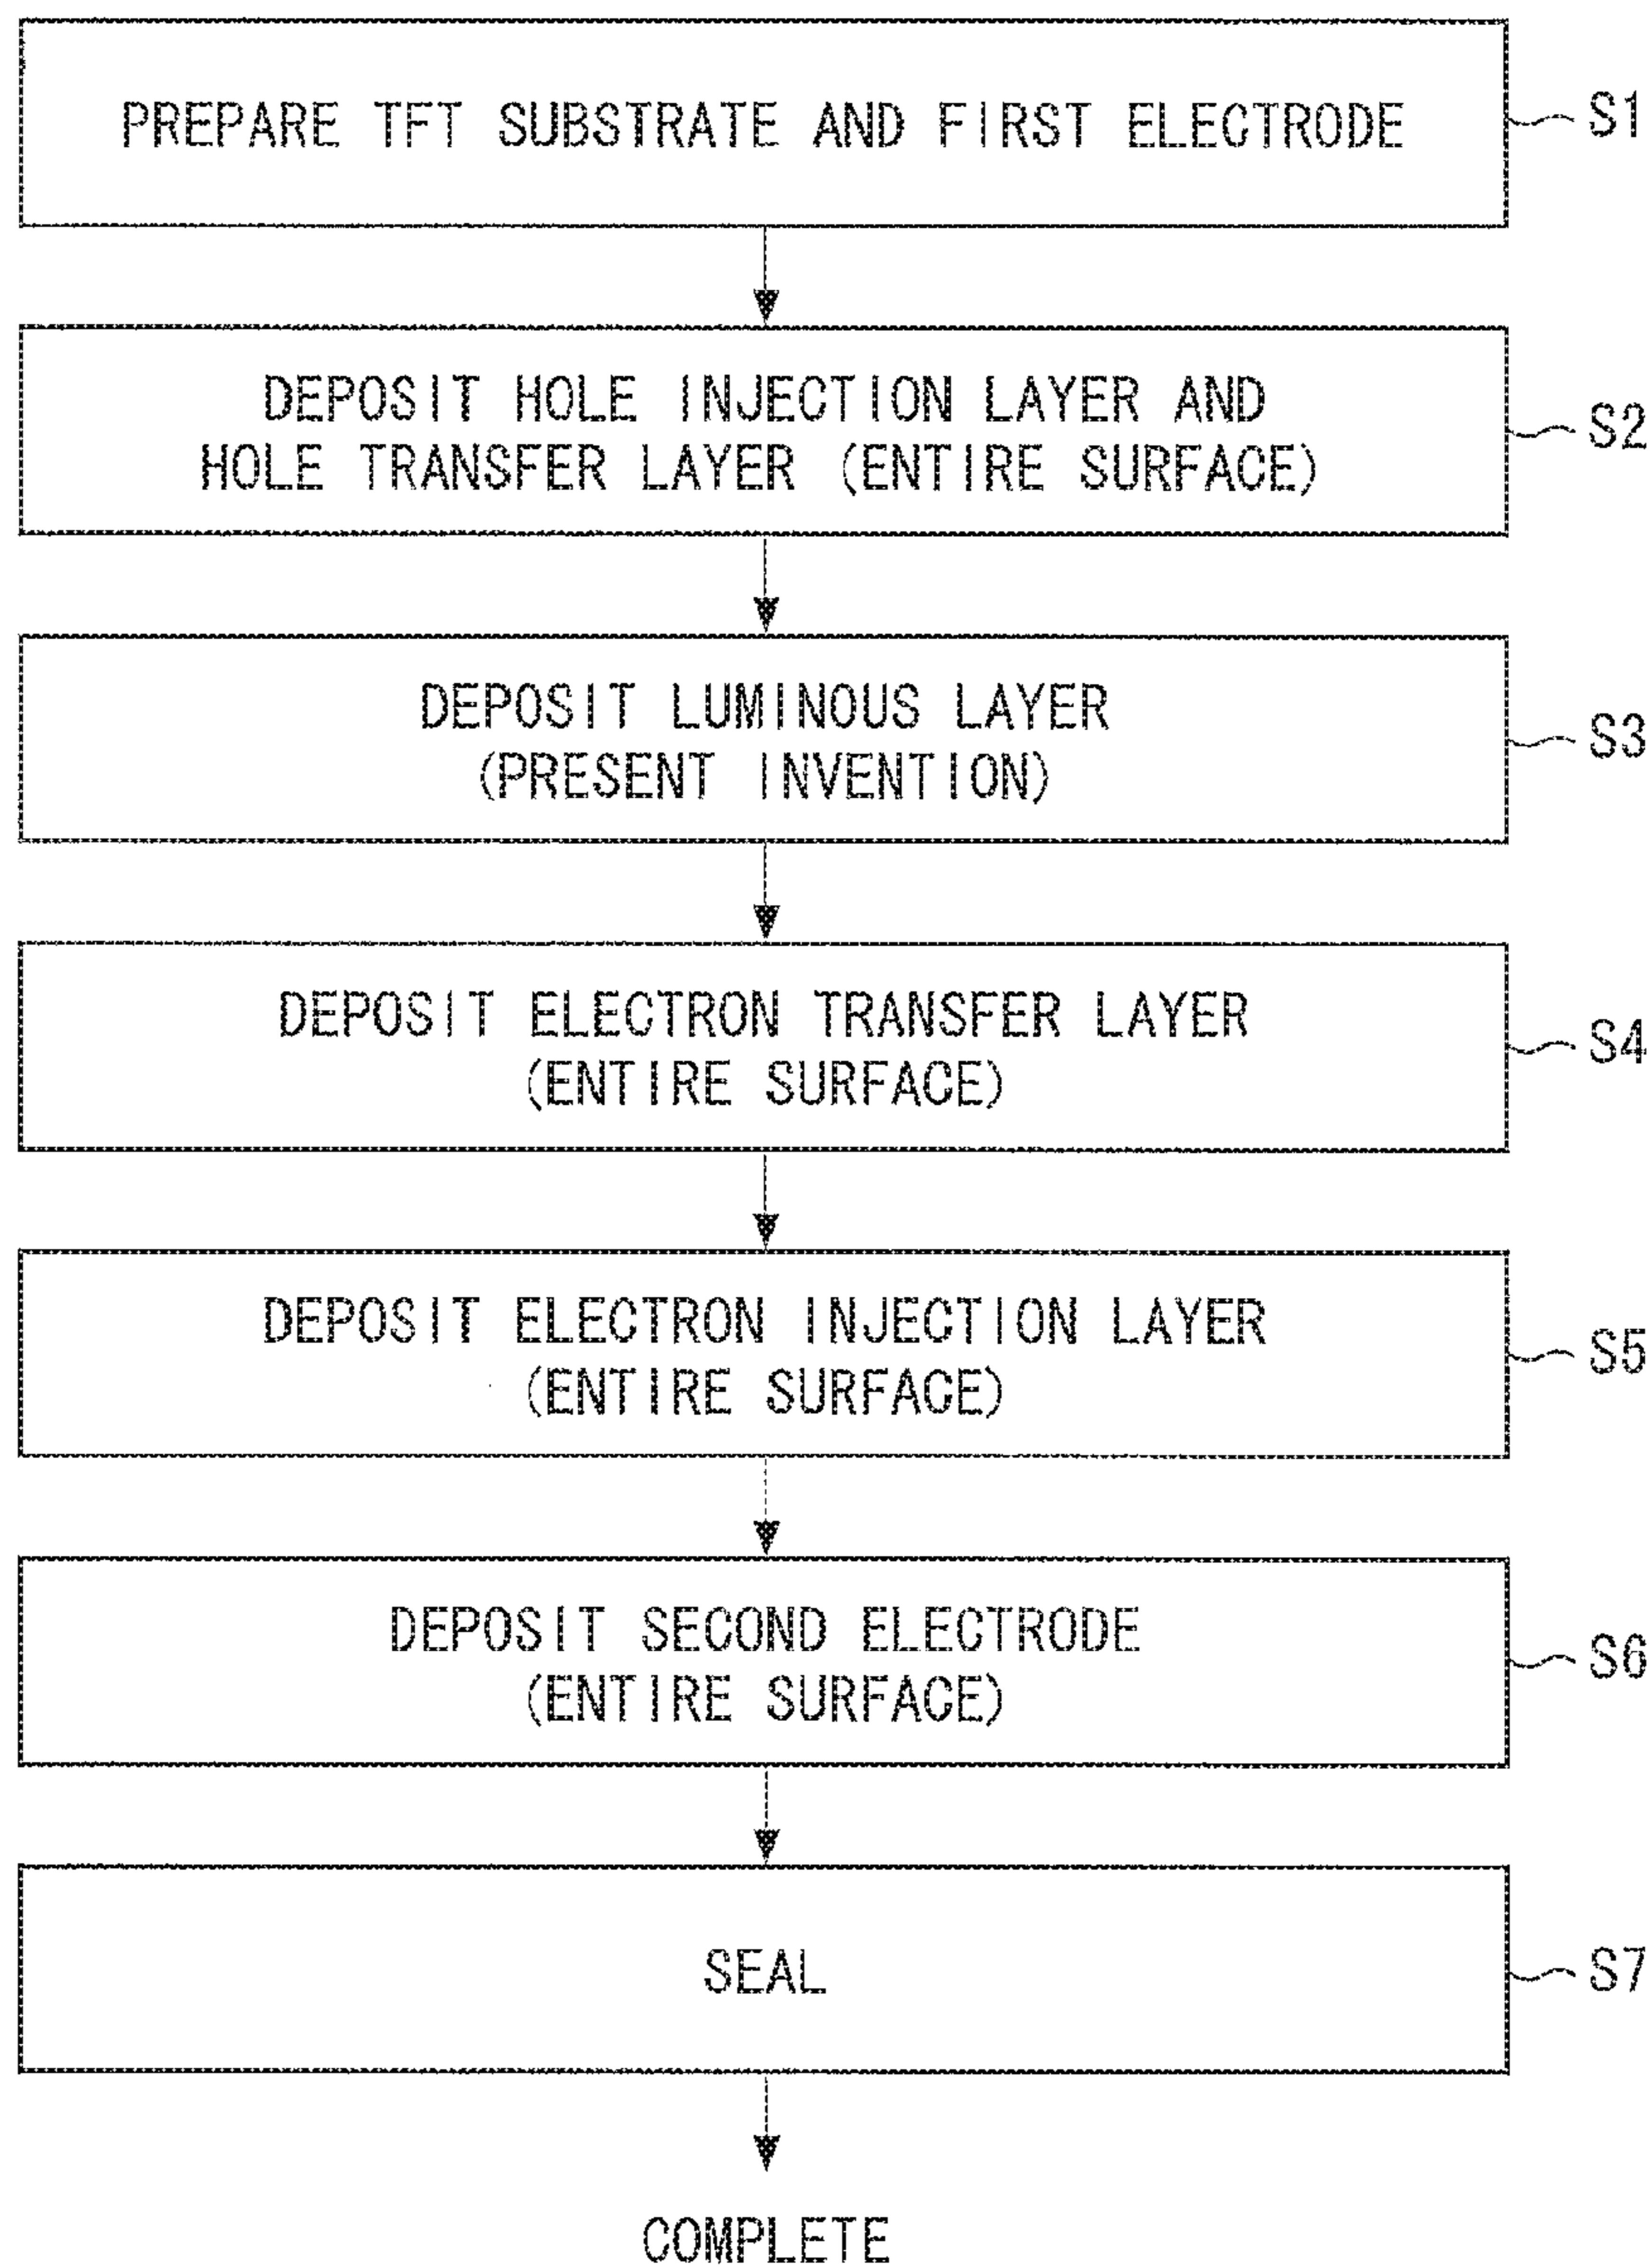 PREPARE TFT SUBSTRATE AND FIRST ELECTRODE
S1
DEPOSIT HOLE INJECTION LAYER AND
HOLE TRANSFER LAYER (ENTIRE SURFACE)
S2
DEPOSIT LUMINOUS LAYER
(PRESENT INVENTION)
S3
DEPOSIT ELECTRON TRANSFER LAYER
(ENTIRE SURFACE)
S4
DEPOSIT ELECTRON INJECTION LAYER
(ENTIRE SURFACE)
S5
DEPOSIT SECOND ELECTRODE
(ENTIRE SURFACE)
S6
SEAL
S7
COMPLETE